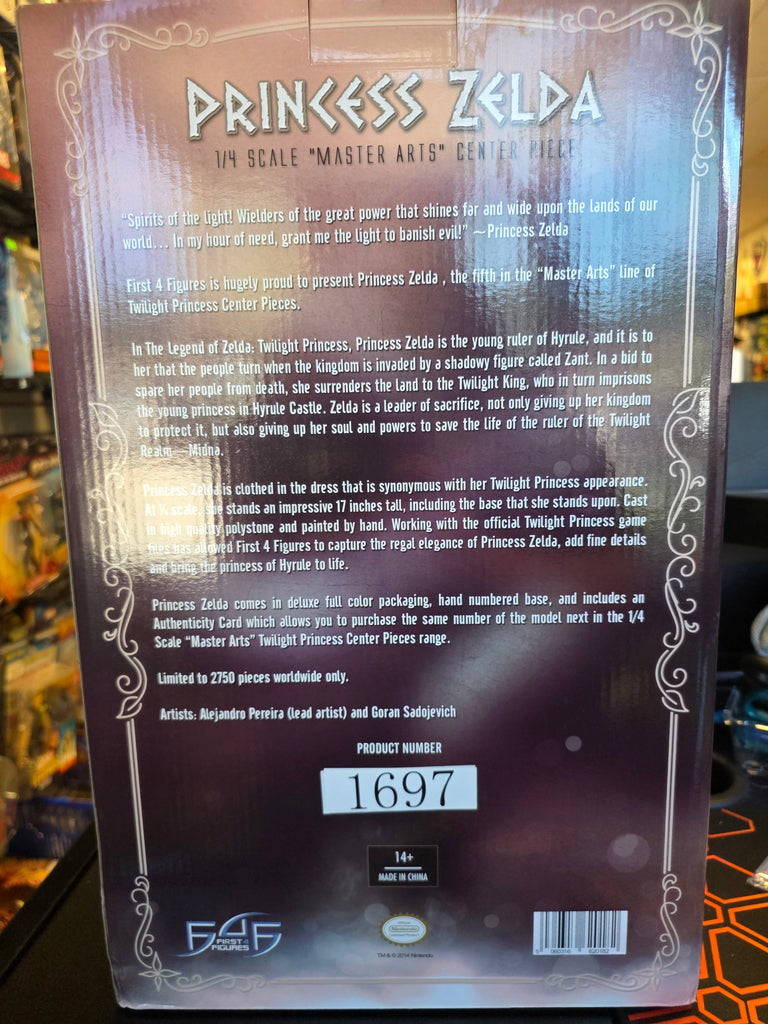 PRINCESS ZELDA
1/4 SCALE "MASTER ARTS" CENTER PIECE
"Spirits of the light! Wielders of the great power that shines far and wide upon the lands of our
world... In my hour of need, grant me the light to banish evil!" ~Princess Zelda
First 4 Figures is hugely proud to present Princess Zelda , the fifth in the "Master Arts" line of
Twilight Princess Center Pieces.
In The Legend of Zelda: Twilight Princess, Princess Zelda is the young ruler of Hyrule, and it is to
her that the people turn when the kingdom is invaded by a shadowy figure called Zant. In a bid to
spare her people from death, she surrenders the land to the Twilight King, who in turn imprisons
the young princess in Hyrule Castle. Zelda is a leader of sacrifice, not only giving up her kingdom
to protect it, but also giving up her soul and powers to save the life of the ruler of the Twilight
Realm—Midna.
Princess Zelda is clothed in the dress that is synonymous with her Twilight Princess appearance.
At ¼ scale, she stands an impressive 17 inches tall, including the base that she stands upon. Cast
in high quality polystone and painted by hand. Working with the official Twilight Princess game
files has allowed First 4 Figures to capture the regal elegance of Princess Zelda, add fine details
and bring the princess of Hyrule to life.
Princess Zelda comes in deluxe full color packaging, hand numbered base, and includes an
Authenticity Card which allows you to purchase the same number of the model next in the 1/4
Scale "Master Arts" Twilight Princess Center Pieces range.
Limited to 2750 pieces worldwide only.
Artists: Alejandro Pereira (lead artist) and Goran Sadojevich
PRODUCT NUMBER
1697
14+
MADE IN CHINA
F4F
FIRST 4
FIGURES
Official
Nintendo
Licensed Product
TM & © 2014 Nintendo
5 060316 620182